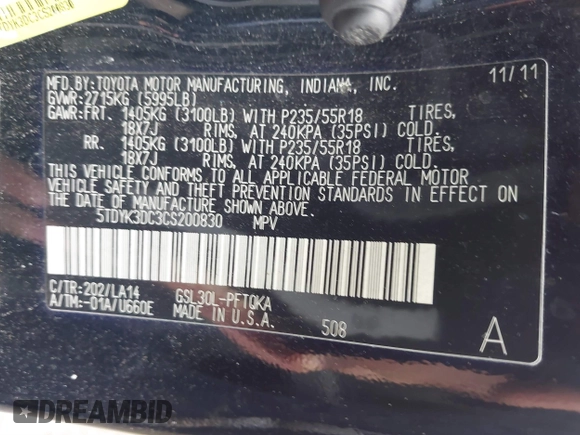 MFD.BY:TOYOTA MOTOR MANUFACTURING, INDIANA, INC. 11/11
GVWR:2715KG (5995LB)
GAWR:FRT. 1405KG (3100LB) WITH P235/55R18 TIRES,
18X7J RIMS, AT 240KPA (35PSI) COLD.
RR. 1405KG (3100LB) WITH P235/55R18 TIRES,
18X7J RIMS, AT 240KPA (35PSI) COLD.
THIS VEHICLE CONFORMS TO ALL APPLICABLE FEDERAL MOTOR
VEHICLE SAFETY AND THEFT PREVENTION STANDARDS IN EFFECT ON
THE DATE OF MANUFACTURE SHOWN ABOVE.
5TDYK3DC3CS200830 MPV
C/TR:202/LA14 GSL30L-PFTQKA
A/TM:-01A/U660E MADE IN U.S.A. 508 A
DREAMBID